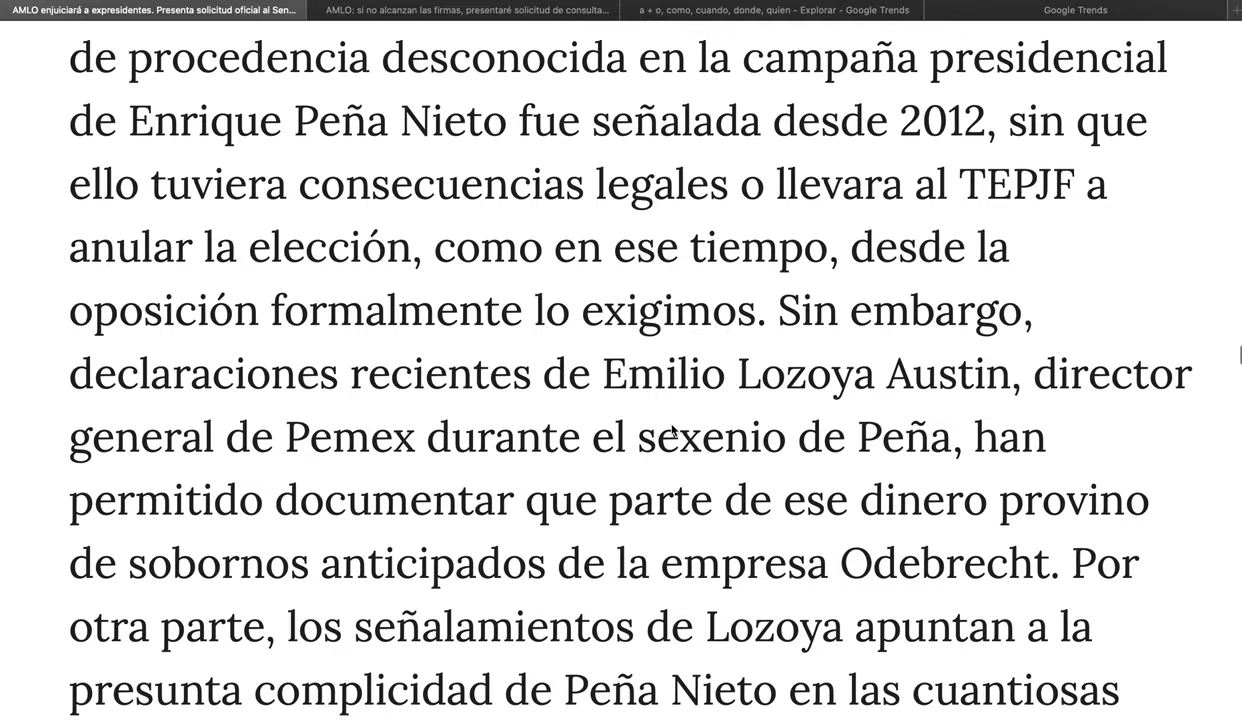 AMLO enjuiciará a expresidentes. Presenta solicitud oficial al Sen...
AMLO: si no alcanzan las firmas, presentaré solicitud de consulta...
a + o, como, cuando, donde, quien - Explorar - Google Trends
Google Trends
de procedencia desconocida en la campaña presidencial
de Enrique Peña Nieto fue señalada desde 2012, sin que
ello tuviera consecuencias legales o llevara al TEPJF a
anular la elección, como en ese tiempo, desde la
oposición formalmente lo exigimos. Sin embargo,
declaraciones recientes de Emilio Lozoya Austin, director
general de Pemex durante el sexenio de Peña, han
permitido documentar que parte de ese dinero provino
de sobornos anticipados de la empresa Odebrecht. Por
otra parte, los señalamientos de Lozoya apuntan a la
presunta complicidad de Peña Nieto en las cuantiosas